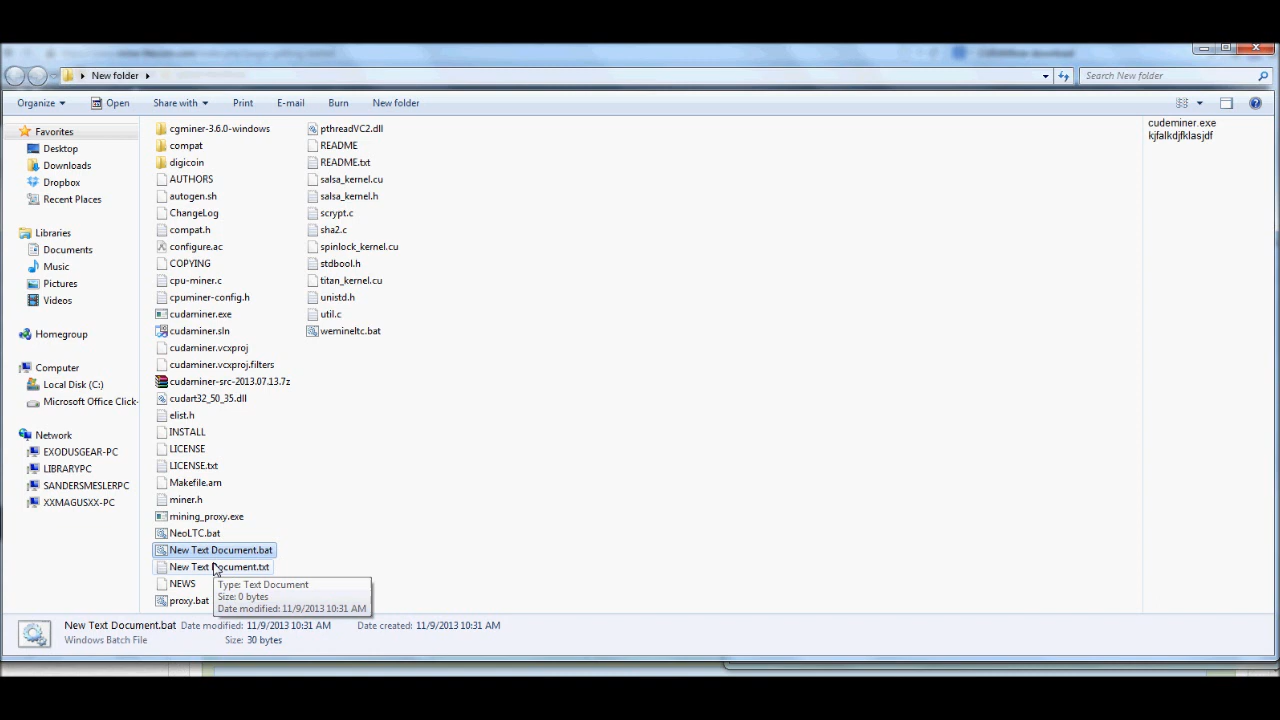 New folder
Search New folder
Organize Open Share with Print E-mail Burn New folder
Favorites
Desktop
Downloads
Dropbox
Recent Places
Libraries
Documents
Music
Pictures
Videos
Homegroup
Computer
Local Disk (C:)
Microsoft Office Click-
Network
EXODUSGEAR-PC
LIBRARYPC
SANDERSMESLERPC
XXMAGUSXX-PC
cgminer-3.6.0-windows
compat
digicoin
AUTHORS
autogen.sh
ChangeLog
compat.h
configure.ac
COPYING
cpu-miner.c
cpuminer-config.h
cudaminer.exe
cudaminer.sln
cudaminer.vcxproj
cudaminer.vcxproj.filters
cudaminer-src-2013.07.13.7z
cudart32_50_35.dll
elist.h
INSTALL
LICENSE
LICENSE.txt
Makefile.am
miner.h
mining_proxy.exe
NeoLTC.bat
New Text Document.bat
New Text Document.txt
NEWS
proxy.bat
pthreadVC2.dll
README
README.txt
salsa_kernel.cu
salsa_kernel.h
scrypt.c
sha2.c
spinlock_kernel.cu
stdbool.h
titan_kernel.cu
unistd.h
util.c
wemineltc.bat
Type: Text Document
Size: 0 bytes
Date modified: 11/9/2013 10:31 AM
cudeminer.exe
kjfalkdjfklasjdf
New Text Document.bat Date modified: 11/9/2013 10:31 AM Date created: 11/9/2013 10:31 AM
Windows Batch File Size: 30 bytes